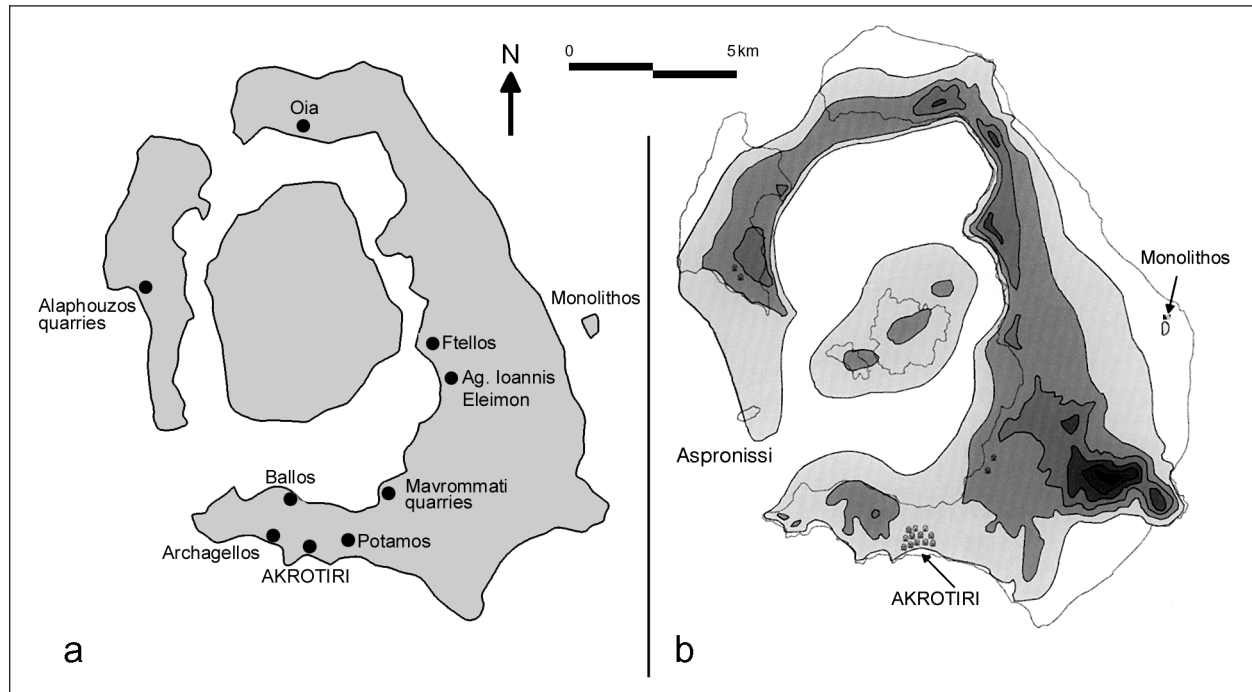 N
0
5 km
Oia
Alaphouzos
quarries
Monolithos
Ftellos
Ag. Ioannis
Eleimon
Ballos
Mavrommati
quarries
Archagellos
Potamos
AKROTIRI
a
Monolithos
Aspronissi
AKROTIRI
b